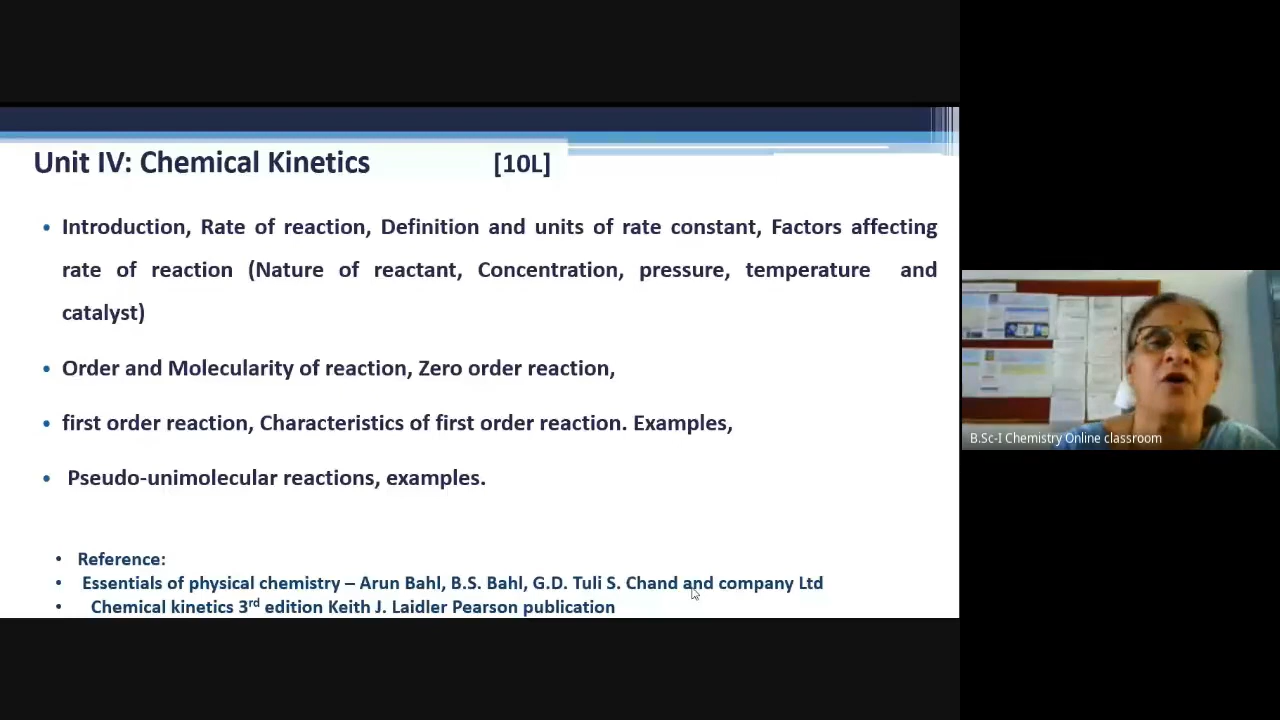 Unit IV: Chemical Kinetics [10L]
• Introduction, Rate of reaction, Definition and units of rate constant, Factors affecting
rate of reaction (Nature of reactant, Concentration, pressure, temperature and
catalyst)
• Order and Molecularity of reaction, Zero order reaction,
• first order reaction, Characteristics of first order reaction. Examples,
• Pseudo-unimolecular reactions, examples.
• Reference:
• Essentials of physical chemistry – Arun Bahl, B.S. Bahl, G.D. Tuli S. Chand and company Ltd
• Chemical kinetics 3rd edition Keith J. Laidler Pearson publication
B.Sc-I Chemistry Online classroom